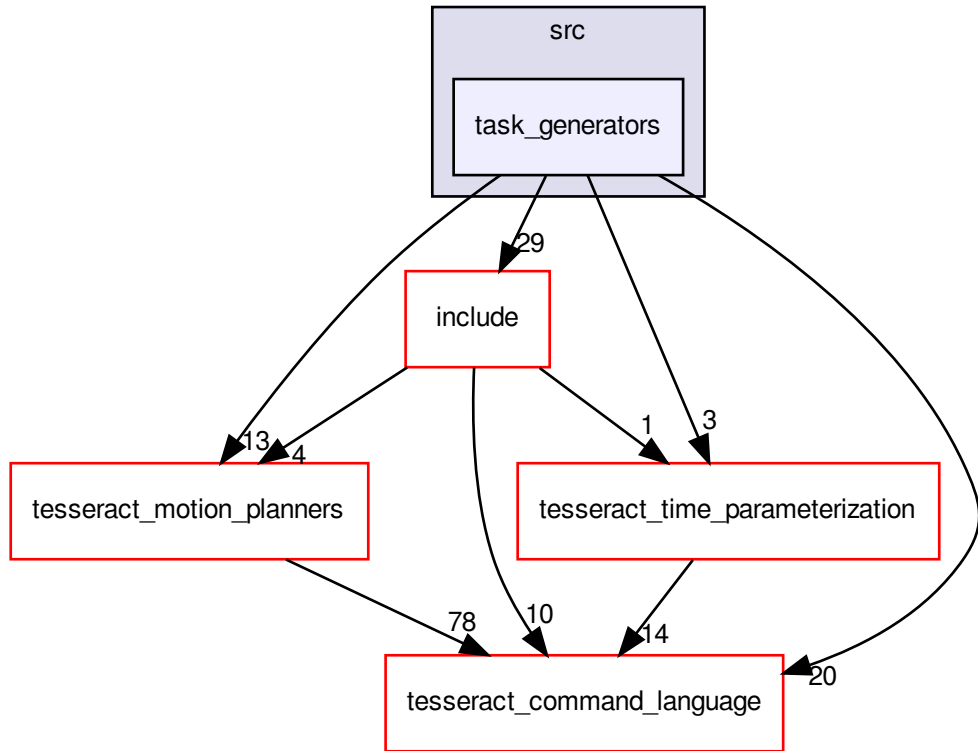 src
task_generators
29
include
13
4
1
3
tesseract_motion_planners
tesseract_time_parameterization
78
10
14
20
tesseract_command_language